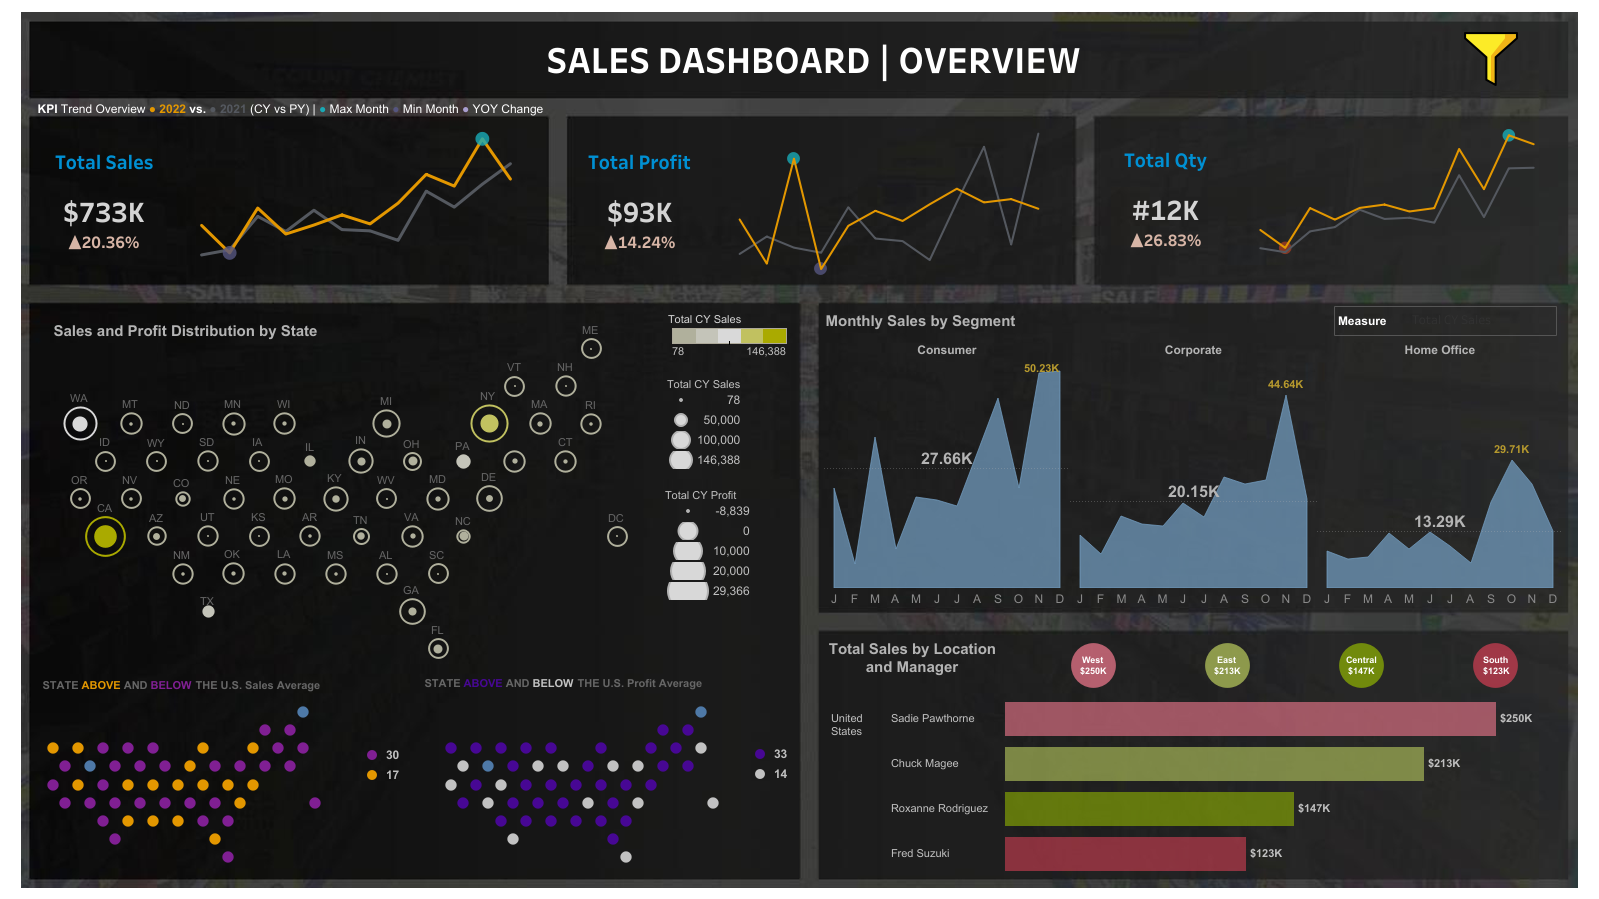 SALES DASHBOARD | OVERVIEW
KPI Trend Overview ● 2022 vs. ● 2021 (CY vs PY) | ● Max Month ● Min Month ● YOY Change
Total Sales
$733K
▲20.36%
Total Profit
$93K
▲14.24%
Total Qty
#12K
▲26.83%
SALE
SALE
Sales and Profit Distribution by State
ME
VT NH
WA MT ND MN WI MI NY MA RI
ID WY SD IA IL IN OH PA CT
OR NV CO NE MO KY WV MD DE
CA AZ UT KS AR TN VA NC DC
NM OK LA MS AL SC
TX GA
FL
Total CY Sales
78 146,388
Total CY Sales
78
50,000
100,000
146,388
Total CY Profit
-8,839
0
10,000
20,000
29,366
STATE ABOVE AND BELOW THE U.S. Sales Average
30
17
STATE ABOVE AND BELOW THE U.S. Profit Average
33
14
Monthly Sales by Segment
Measure Total CY Sales
Consumer Corporate Home Office
50.23K
44.64K
29.71K
27.66K
20.15K
13.29K
J F M A M J J A S O N D J F M A M J J A S O N D J F M A M J J A S O N D
Total Sales by Location
and Manager
West
$250K
East
$213K
Central
$147K
South
$123K
United
States
Sadie Pawthorne $250K
Chuck Magee $213K
Roxanne Rodriguez $147K
Fred Suzuki $123K